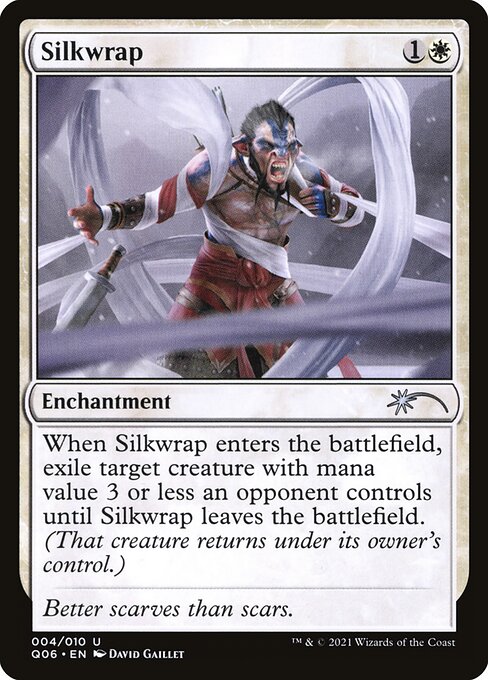 Silkwrap 1
Enchantment
When Silkwrap enters the battlefield,
exile target creature with mana
value 3 or less an opponent controls
until Silkwrap leaves the battlefield.
(That creature returns under its owner's
control.)
Better scarves than scars.
004/010 U ™ & © 2021 Wizards of the Coast
Q06 • EN DAVID GAILLET